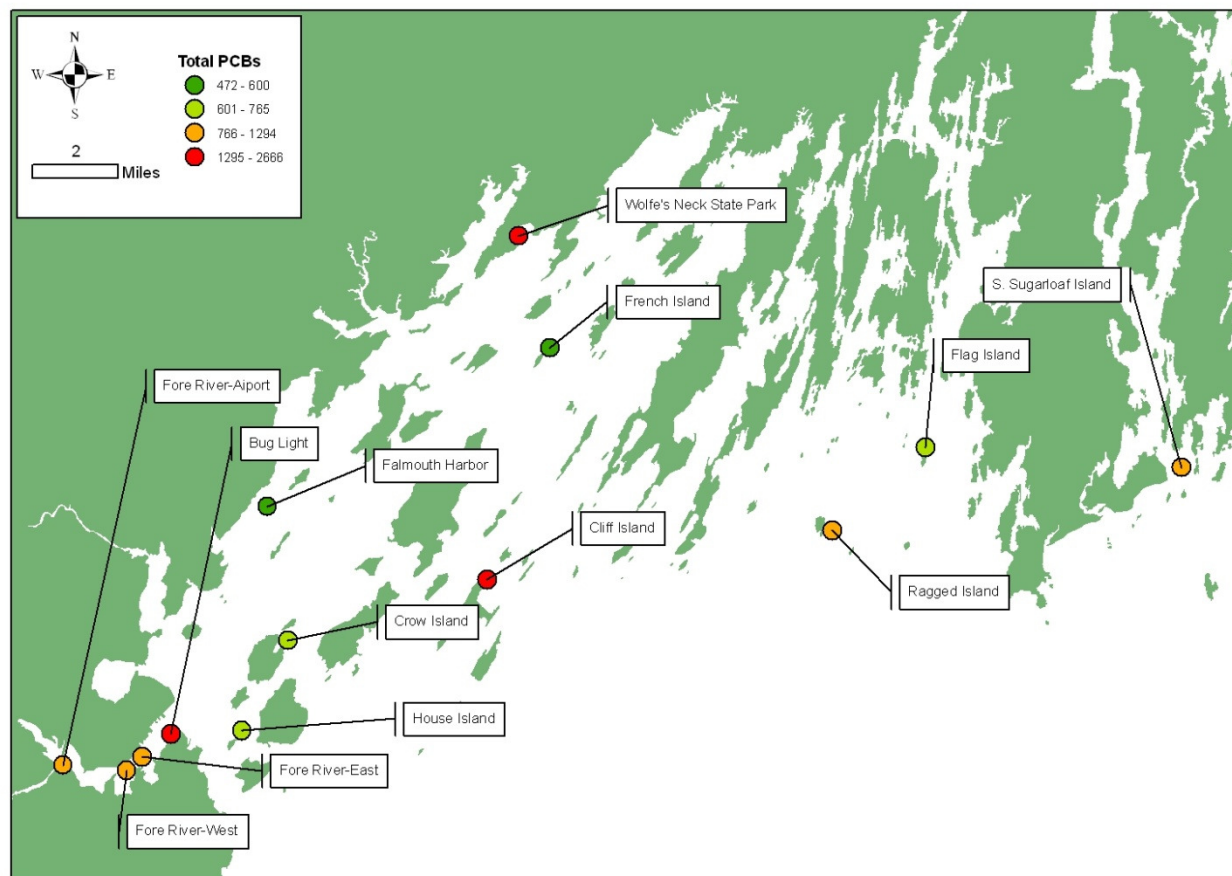 N
W E
S
2
Miles
Total PCBs
472 - 600
601 - 765
766 - 1294
1295 - 2666
Wolfe's Neck State Park
S. Sugarloaf Island
French Island
Flag Island
Fore River-Aiport
Bug Light
Falmouth Harbor
Cliff Island
Ragged Island
Crow Island
House Island
Fore River-East
Fore River-West